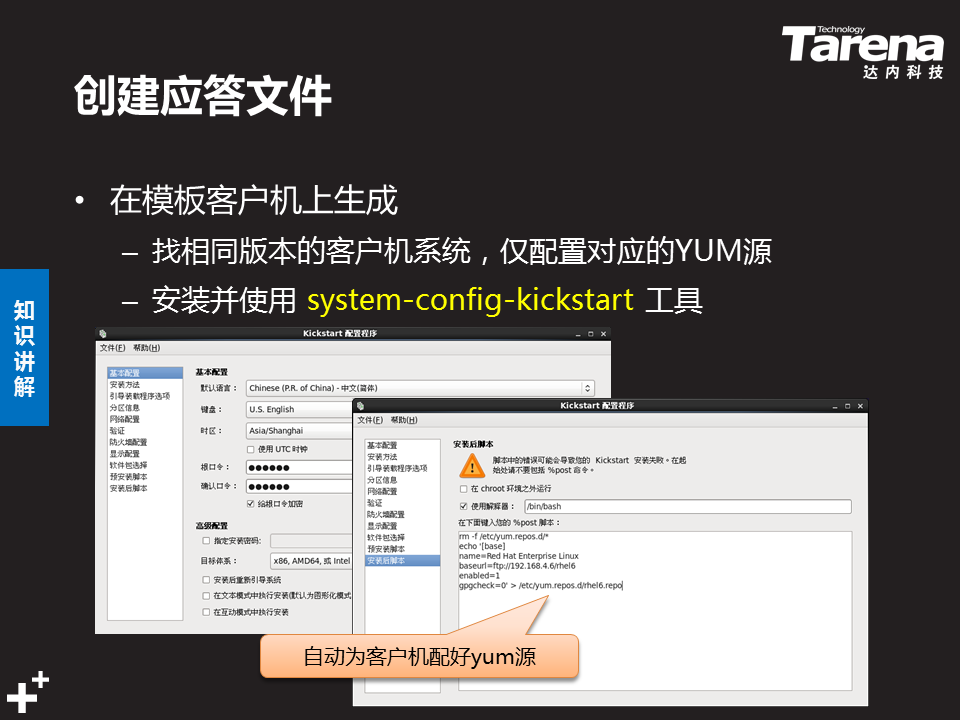 Technology
Tarena
达内科技
创建应答文件
• 在模板客户机上生成
– 找相同版本的客户机系统，仅配置对应的YUM源
– 安装并使用 system-config-kickstart 工具
知识讲解
Kickstart 配置程序
文件(F) 帮助(H)
基本配置
安装方法
引导装载程序选项
分区信息
网络配置
验证
防火墙配置
显示配置
软件包选择
预安装脚本
安装后脚本
基本配置
默认语言： Chinese (P.R. of China) - 中文(简体)
键盘： U.S. English
时区： Asia/Shanghai
使用 UTC 时钟
根口令： ●●●●●●
确认口令： ●●●●●●
给根口令加密
高级配置
指定安装密码:
目标体系： x86, AMD64, 或 Intel
安装后重新引导系统
在文本模式中执行安装(默认为图形化模式
在互动模式中执行安装
Kickstart 配置程序
文件(F) 帮助(H)
基本配置
安装方法
引导装载程序选项
分区信息
网络配置
验证
防火墙配置
显示配置
软件包选择
预安装脚本
安装后脚本
安装后脚本
脚本中的错误可能会导致您的 Kickstart 安装失败。在起
始处请不要包括 %post 命令。
在 chroot 环境之外运行
使用解释器： /bin/bash
在下面键入您的 %post 脚本：
rm -f /etc/yum.repos.d/*
echo '[base]
name=Red Hat Enterprise Linux
baseurl=ftp://192.168.4.6/rhel6
enabled=1
gpgcheck=0' > /etc/yum.repos.d/rhel6.repo
自动为客户机配好yum源